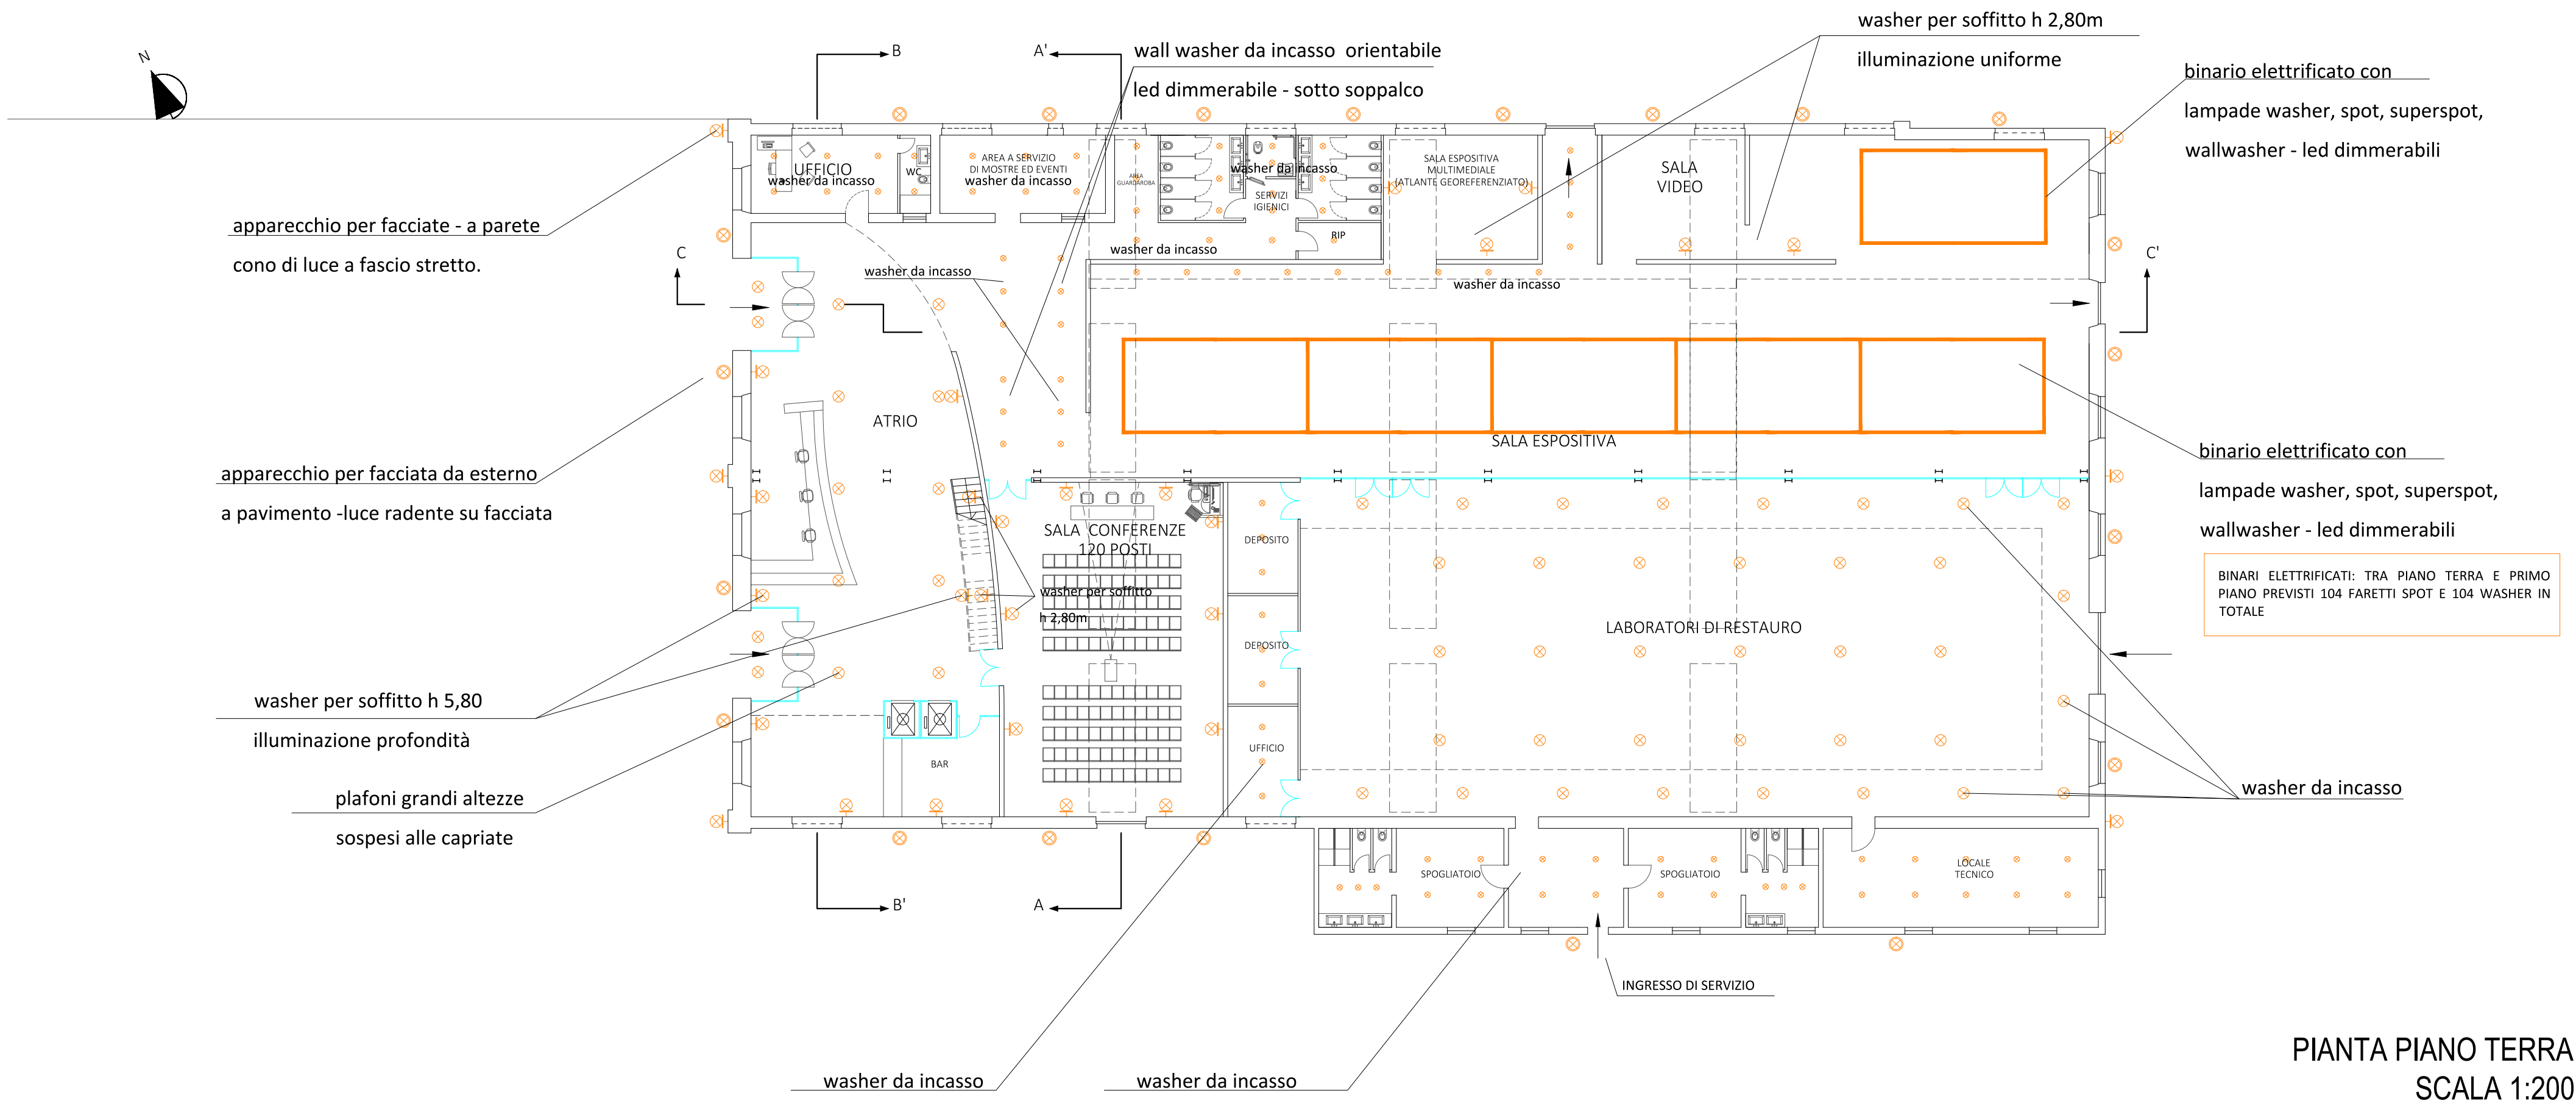 washer per soffitto h 2,80m
illuminazione uniforme
wall washer da incasso orientabile
led dimmerabile - sotto soppalco
binario elettrificato con
lampade washer, spot, superspot,
wallwasher - led dimmerabili
N
B
A'
apparecchio per facciate - a parete
cono di luce a fascio stretto.
UFFICIO
washer da incasso
WC
AREA A SERVIZIO
DI MOSTRE ED EVENTI
washer da incasso
AREA
GUARDAROBA
washer da incasso
SERVIZI
IGIENICI
RIP
SALA ESPOSITIVA
MULTIMEDIALE
(ATLANTE GEOREFERENZIATO)
SALA
VIDEO
washer da incasso
washer da incasso
washer da incasso
C
C'
ATRIO
SALA ESPOSITIVA
apparecchio per facciata da esterno
a pavimento -luce radente su facciata
binario elettrificato con
lampade washer, spot, superspot,
wallwasher - led dimmerabili
BINARI ELETTRIFICATI: TRA PIANO TERRA E PRIMO
PIANO PREVISTI 104 FARETTI SPOT E 104 WASHER IN
TOTALE
SALA CONFERENZE
120 POSTI
DEPOSITO
washer per soffitto
h 2,80m
DEPOSITO
LABORATORI DI RESTAURO
washer per soffitto h 5,80
illuminazione profondità
UFFICIO
BAR
plafoni grandi altezze
sospesi alle capriate
washer da incasso
SPOGLIATOIO
SPOGLIATOIO
LOCALE
TECNICO
B'
A
INGRESSO DI SERVIZIO
washer da incasso
washer da incasso
PIANTA PIANO TERRA
SCALA 1:200